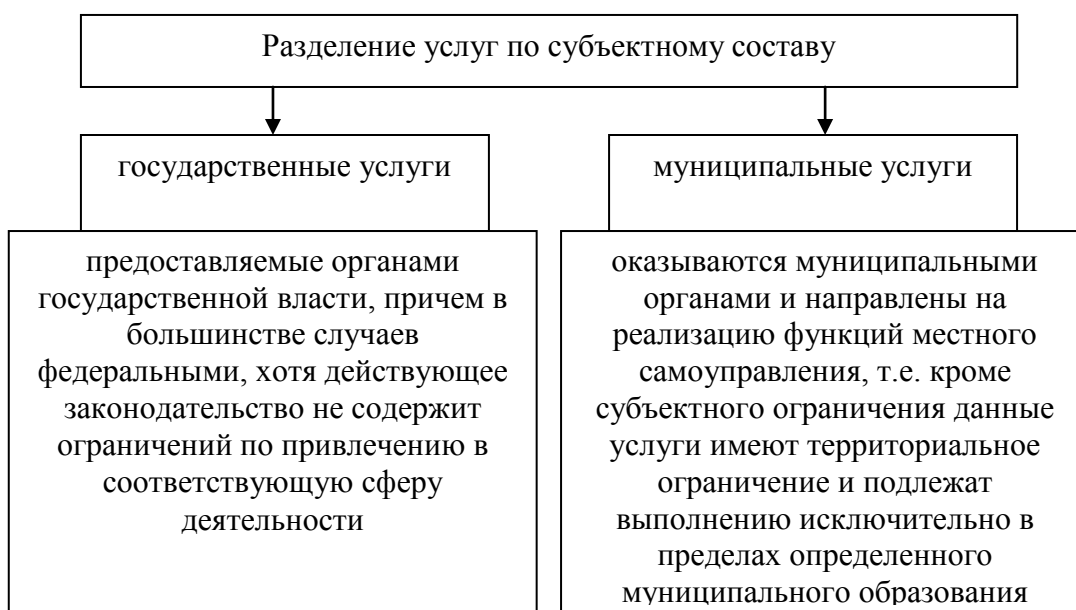 Разделение услуг по субъектному составу
государственные услуги
муниципальные услуги
предоставляемые органами
государственной власти, причем в
большинстве случаев
федеральными, хотя действующее
законодательство не содержит
ограничений по привлечению в
соответствующую сферу
деятельности
оказываются муниципальными
органами и направлены на
реализацию функций местного
самоуправления, т.е. кроме
субъектного ограничения данные
услуги имеют территориальное
ограничение и подлежат
выполнению исключительно в
пределах определенного
муниципального образования